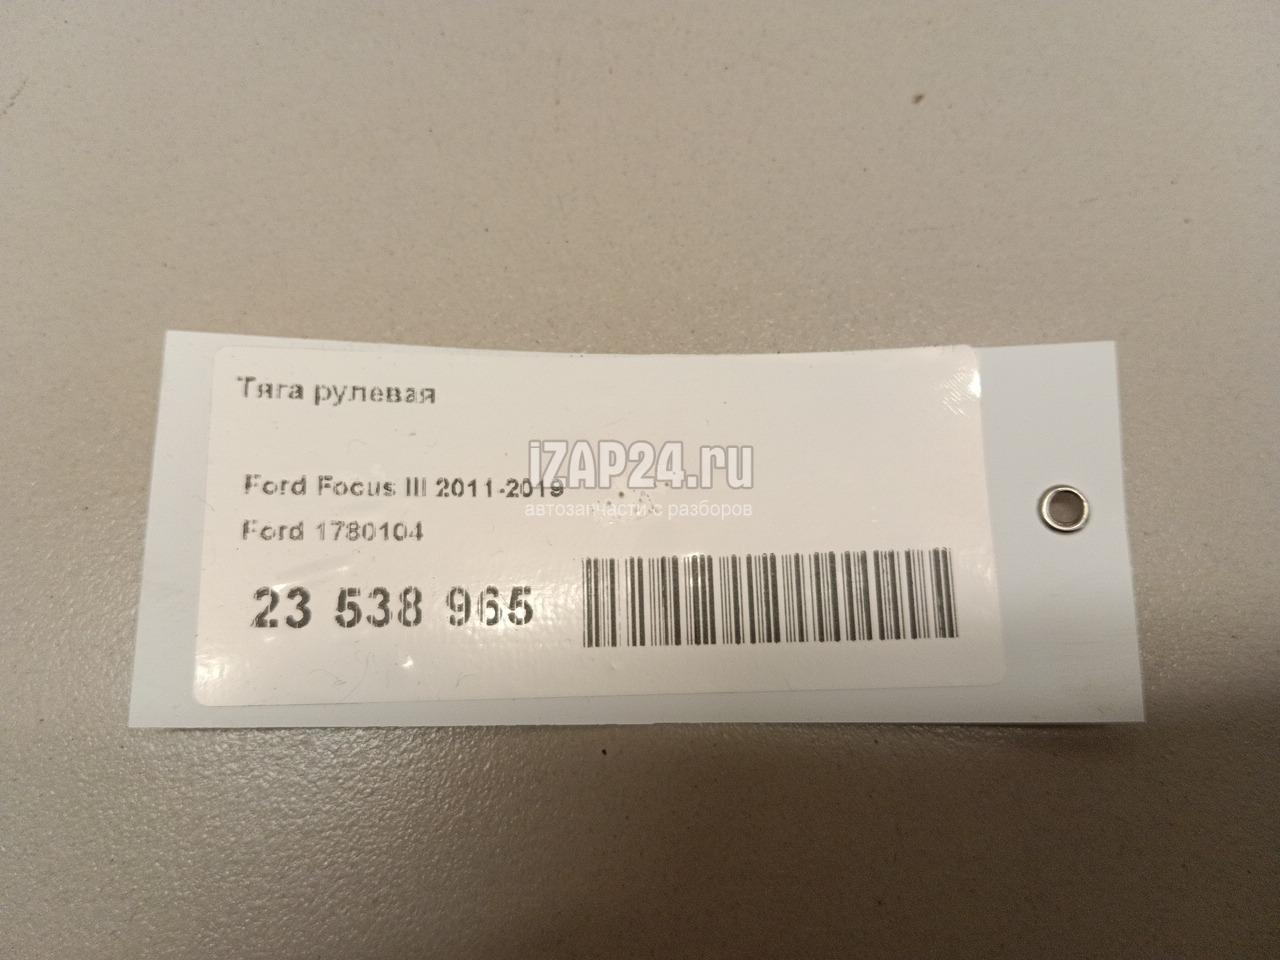 Тяга рулевая
iZAP24.ru
Ford Focus III 2011-2019
автозапчасти с разборов
Ford 1780104
23 538 965